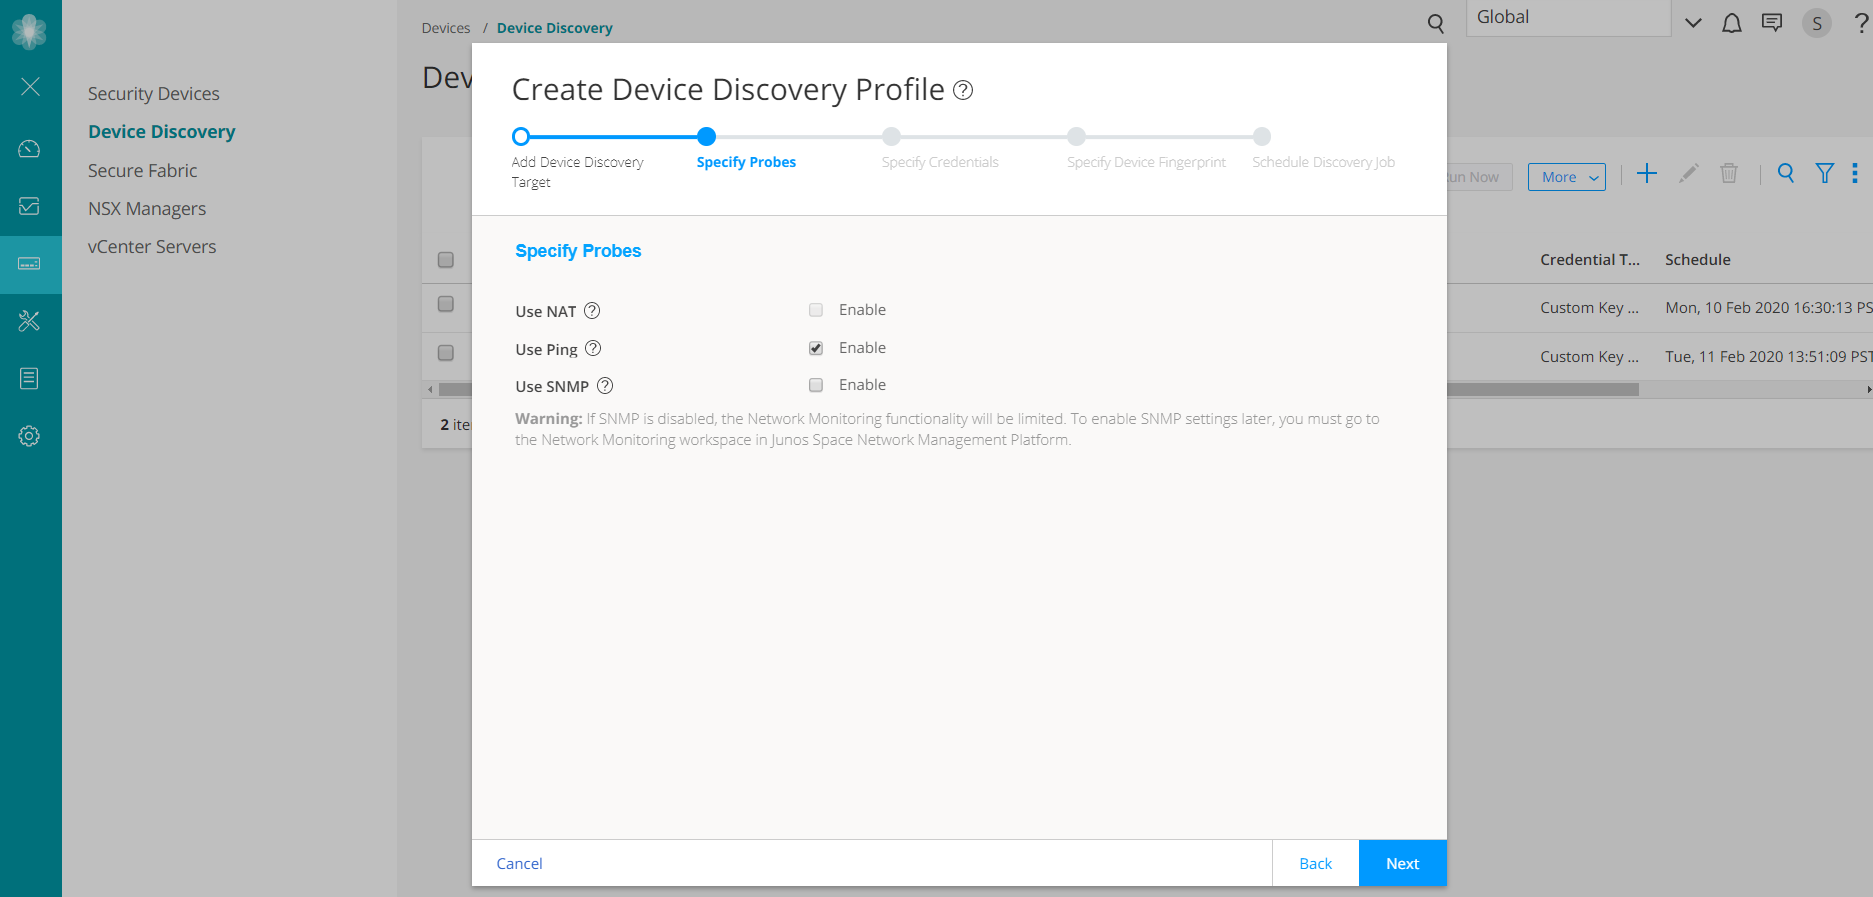 Devices / Device Discovery
Global
S
?
Dev
Security Devices
Device Discovery
Secure Fabric
NSX Managers
vCenter Servers
Create Device Discovery Profile ?
Add Device Discovery
Target
Specify Probes
Specify Credentials
Specify Device Fingerprint
Schedule Discovery Job
un Now
More
Specify Probes
Use NAT ? Enable
Use Ping ? Enable
Use SNMP ? Enable
Warning: If SNMP is disabled, the Network Monitoring functionality will be limited. To enable SNMP settings later, you must go to
the Network Monitoring workspace in Junos Space Network Management Platform.
Credential T... Schedule
Custom Key ... Mon, 10 Feb 2020 16:30:13 PS
Custom Key ... Tue, 11 Feb 2020 13:51:09 PST
2 ite
Cancel
Back
Next